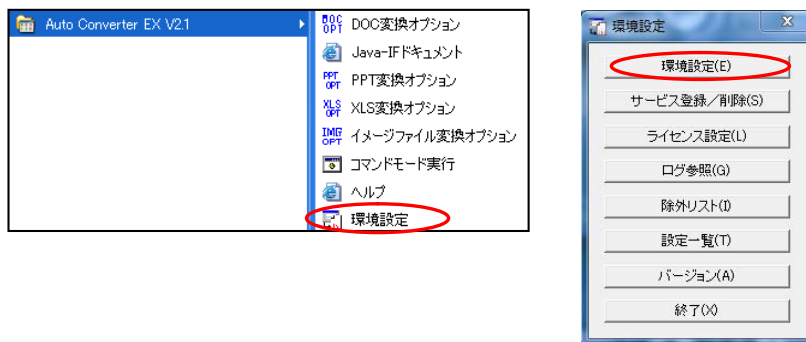 Auto Converter EX V2.1
DOC OPT DOC変換オプション
Java-IFドキュメント
PPT OPT PPT変換オプション
XLS OPT XLS変換オプション
IMG OPT イメージファイル変換オプション
コマンドモード実行
ヘルプ
環境設定
環境設定
環境設定(E)
サービス登録／削除(S)
ライセンス設定(L)
ログ参照(G)
除外リスト(I)
設定一覧(T)
バージョン(A)
終了(X)